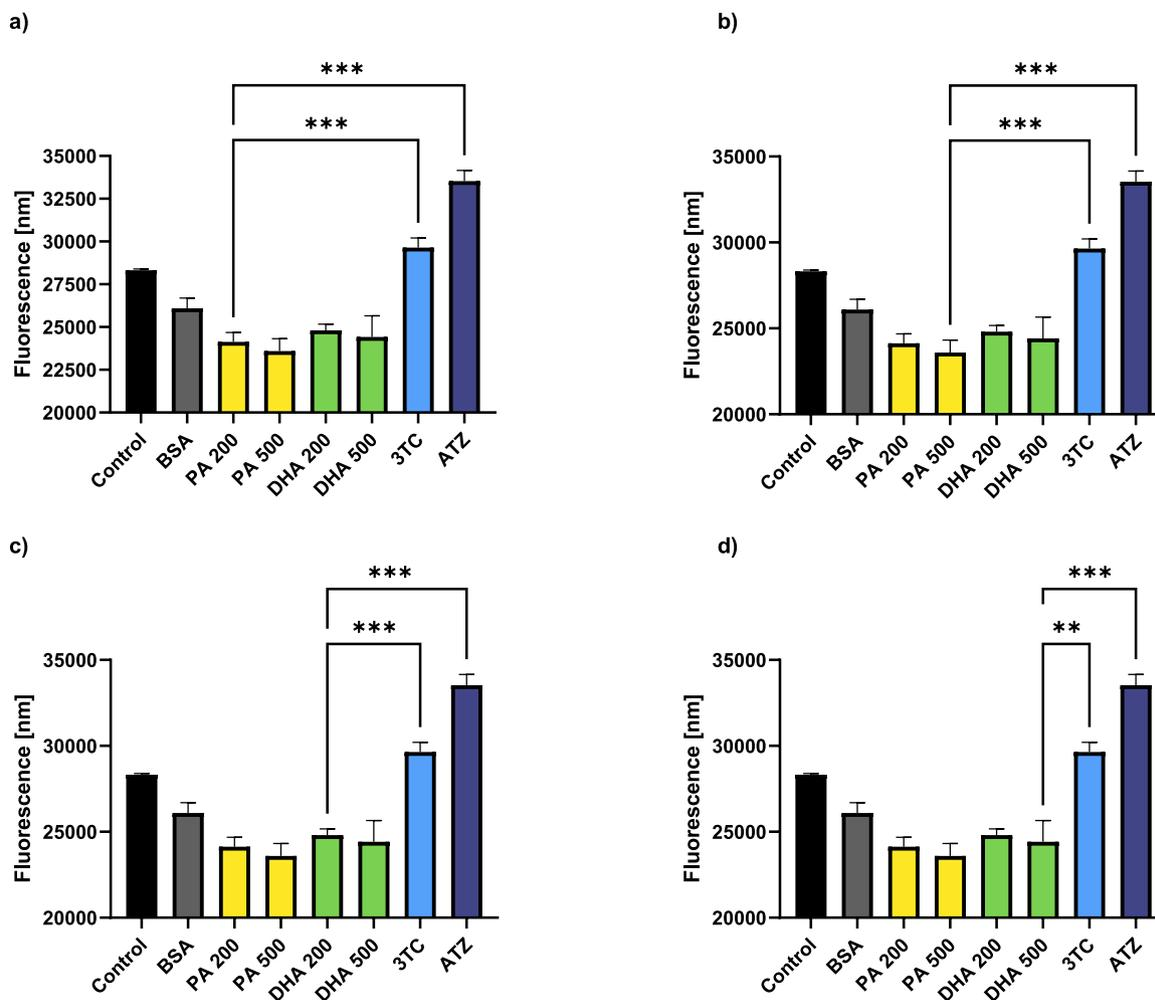 a)
***
***
35000
32500
30000
27500
25000
22500
20000
Fluorescence [nm]
Control
BSA
PA 200
PA 500
DHA 200
DHA 500
3TC
ATZ
b)
***
***
35000
30000
25000
20000
Fluorescence [nm]
Control
BSA
PA 200
PA 500
DHA 200
DHA 500
3TC
ATZ
c)
***
***
35000
30000
25000
20000
Fluorescence [nm]
Control
BSA
PA 200
PA 500
DHA 200
DHA 500
3TC
ATZ
d)
***
**
35000
30000
25000
20000
Fluorescence [nm]
Control
BSA
PA 200
PA 500
DHA 200
DHA 500
3TC
ATZ